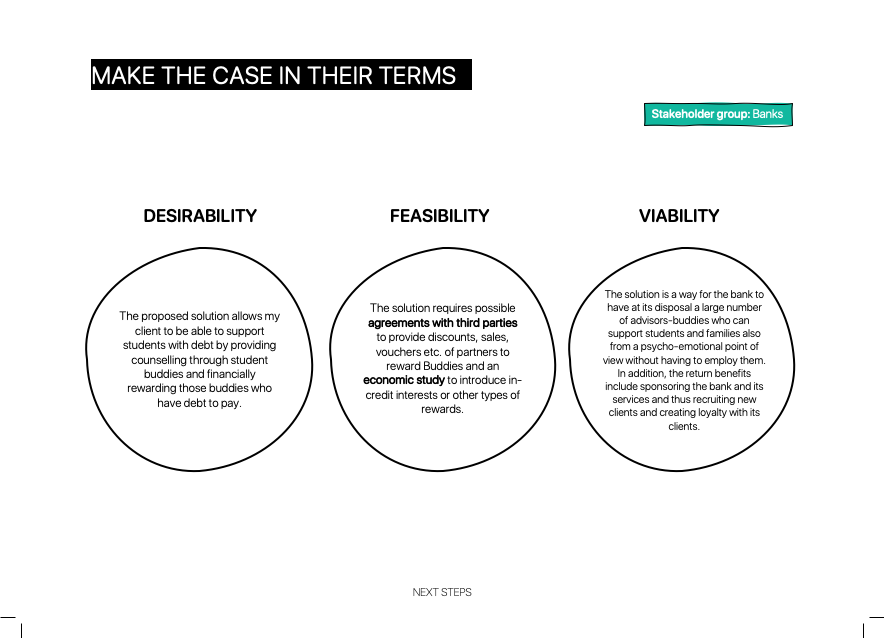 MAKE THE CASE IN THEIR TERMS
Stakeholder group: Banks
DESIRABILITY
The proposed solution allows my
client to be able to support
students with debt by providing
counselling through student
buddies and financially
rewarding those buddies who
have debt to pay.
FEASIBILITY
The solution requires possible
agreements with third parties
to provide discounts, sales,
vouchers etc. of partners to
reward Buddies and an
economic study to introduce in-
credit interests or other types of
rewards.
VIABILITY
The solution is a way for the bank to
have at its disposal a large number
of advisors-buddies who can
support students and families also
from a psycho-emotional point of
view without having to employ them.
In addition, the return benefits
include sponsoring the bank and its
services and thus recruiting new
clients and creating loyalty with its
clients.
NEXT STEPS